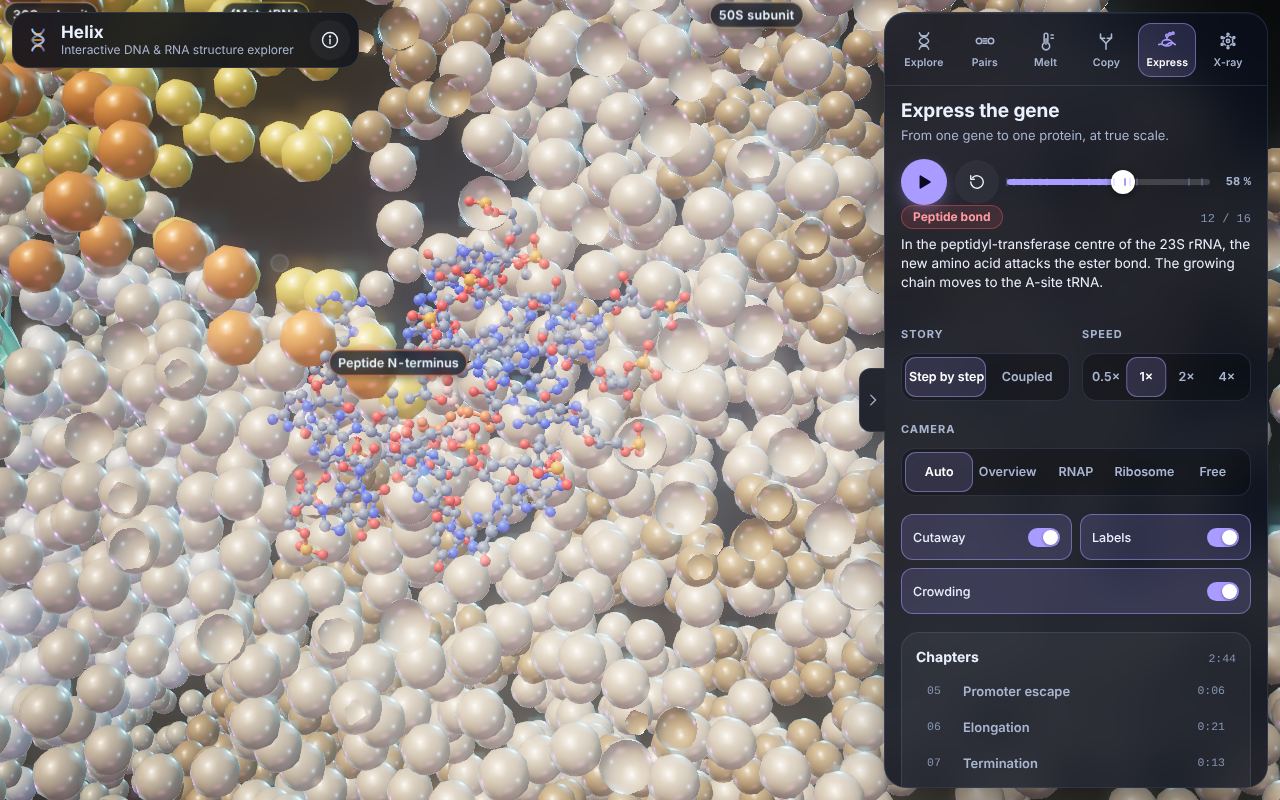 50S subunit
Helix
Interactive DNA & RNA structure explorer
Explore
Pairs
Melt
Copy
Express
X-ray
Express the gene
From one gene to one protein, at true scale.
58 %
Peptide bond
12 / 16
In the peptidyl-transferase centre of the 23S rRNA, the
new amino acid attacks the ester bond. The growing
chain moves to the A-site tRNA.
STORY
SPEED
Step by step
Coupled
0.5×
1×
2×
4×
CAMERA
Auto
Overview
RNAP
Ribosome
Free
Cutaway
Labels
Crowding
Peptide N-terminus
Chapters
2:44
05
Promoter escape
0:06
06
Elongation
0:21
07
Termination
0:13